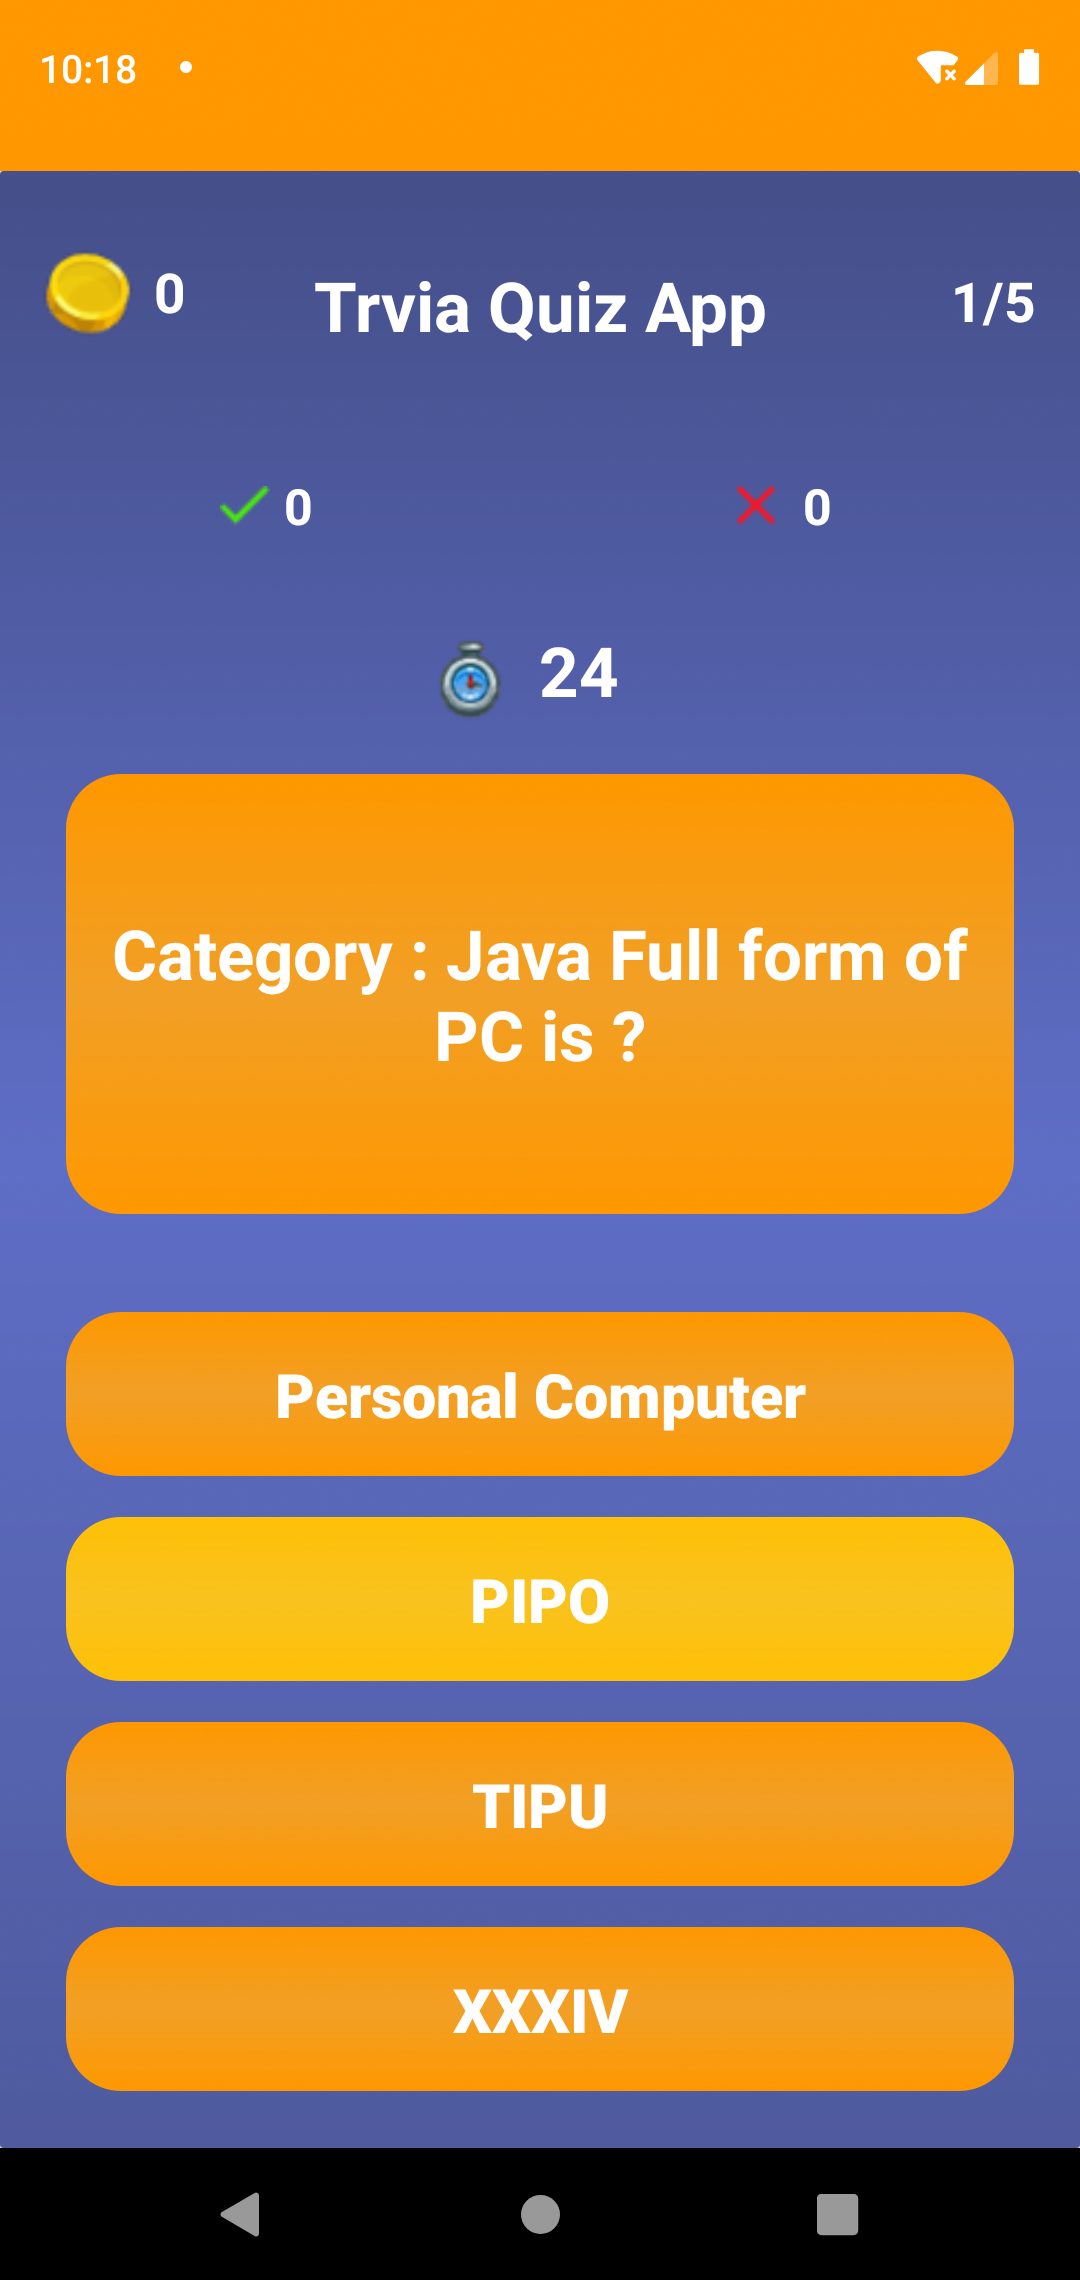 10:18
0
Trvia Quiz App
1/5
0
0
24
Category : Java Full form of
PC is ?
Personal Computer
PIPO
TIPU
XXXIV